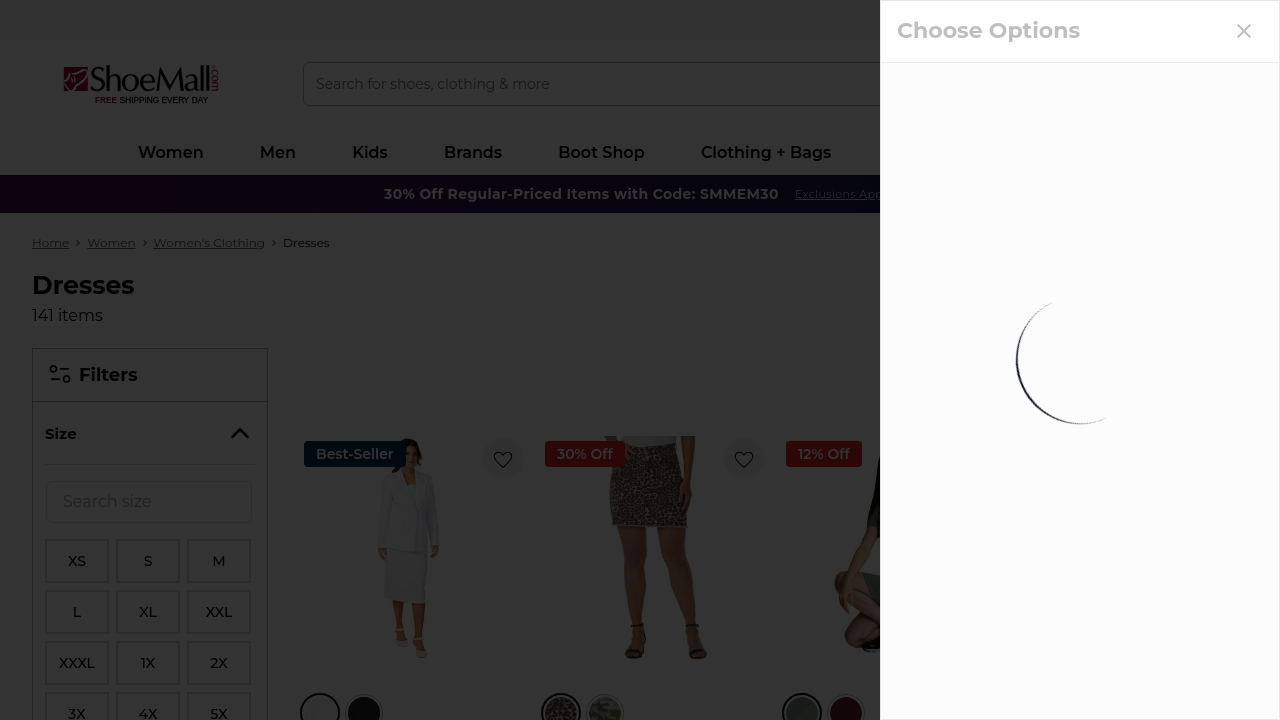 Choose Options
ShoeMall.com
FREE SHIPPING EVERY DAY
Search for shoes, clothing & more
Women
Men
Kids
Brands
Boot Shop
Clothing + Bags
30% Off Regular-Priced Items with Code: SMMEM30
Exclusions App
Home > Women > Women's Clothing > Dresses
Dresses
141 items
Filters
Size
Search size
XS
S
M
L
XL
XXL
XXXL
1X
2X
3X
4X
5X
Best-Seller
30% Off
12% Off